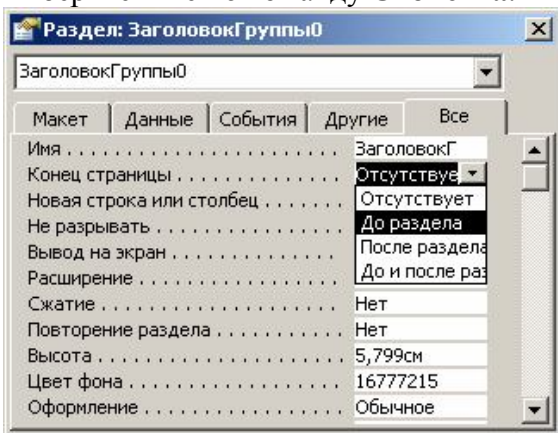 Раздел: ЗаголовокГруппы0
ЗаголовокГруппы0
Макет Данные События Другие Все
Имя . . . . . . . . . . . . . . . . . . . . . . . . . ЗаголовокГ
Конец страницы . . . . . . . . . . . . . . Отсутствуе
Новая строка или столбец . . . . . . . Отсутствует
Не разрывать . . . . . . . . . . . . . . . . . До раздела
Вывод на экран . . . . . . . . . . . . . . . После раздела
Расширение . . . . . . . . . . . . . . . . . . До и после раз
Сжатие . . . . . . . . . . . . . . . . . . . . . . Нет
Повторение раздела . . . . . . . . . . . Нет
Высота . . . . . . . . . . . . . . . . . . . . . . 5,799см
Цвет фона . . . . . . . . . . . . . . . . . . . 16777215
Оформление . . . . . . . . . . . . . . . . . Обычное